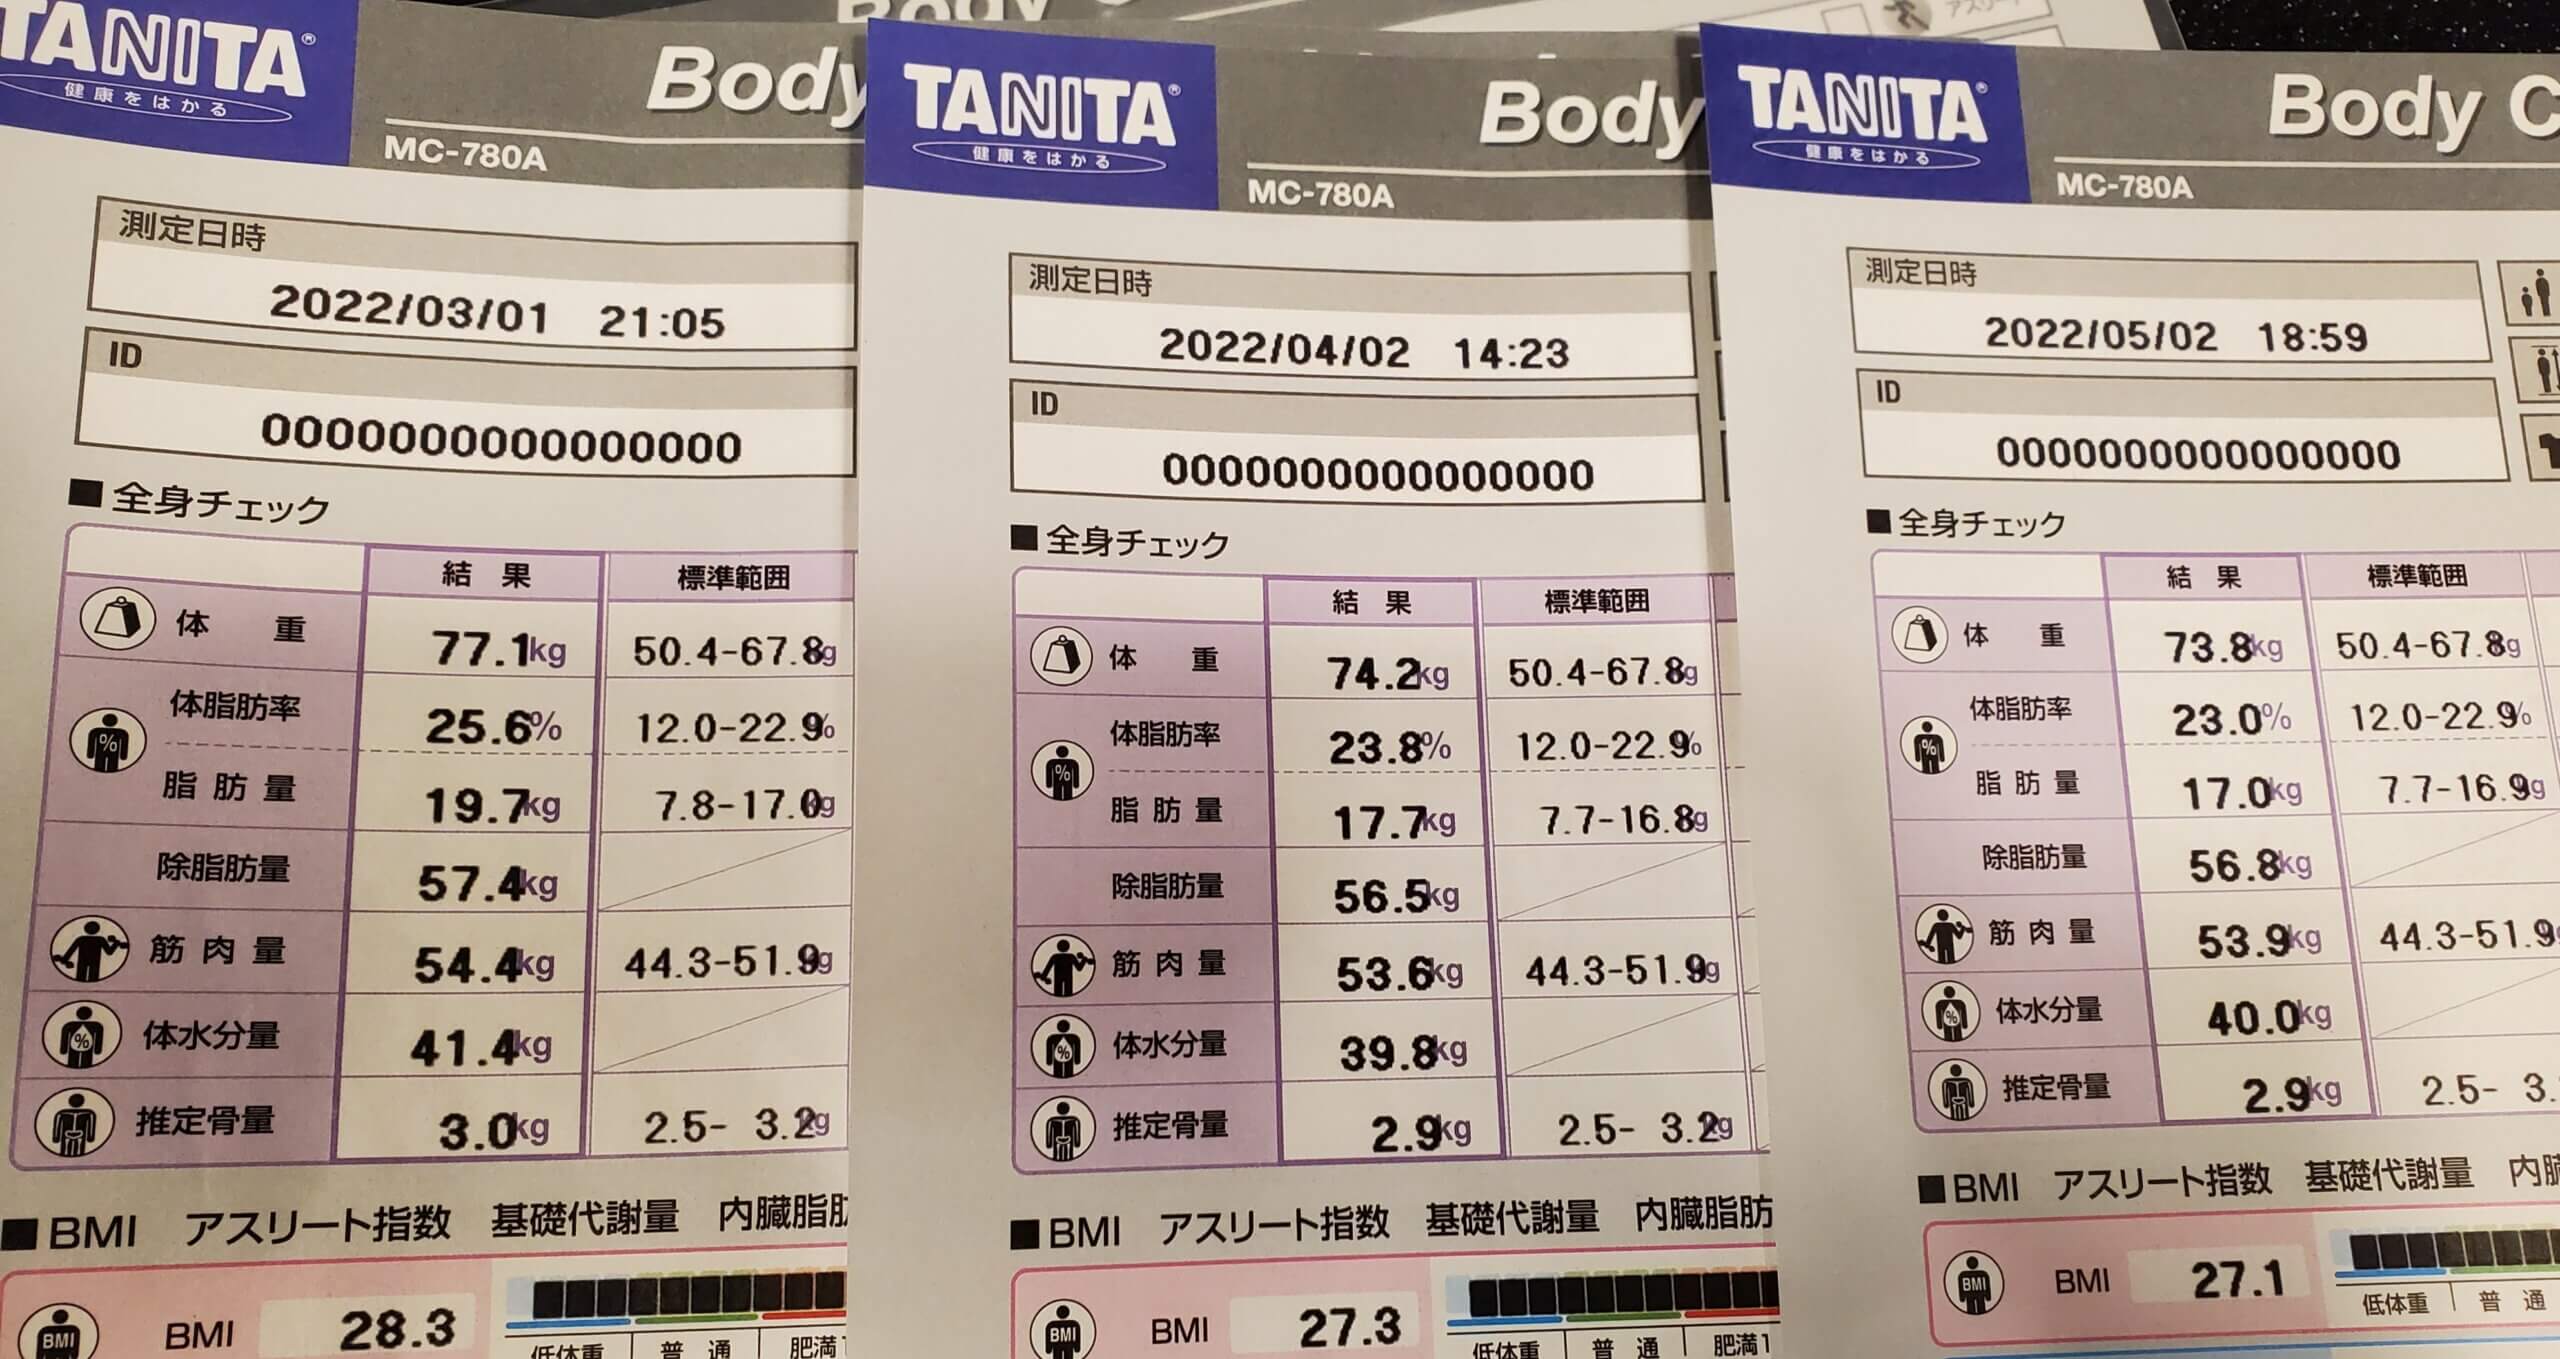 TANITA®
健康をはかる
Body
MC-780A
測定日時
2022/03/01 21:05
ID
0000000000000000
■全身チェック
結果 標準範囲
体重 77.1kg 50.4-67.8kg
体脂肪率 25.6% 12.0-22.9%
脂肪量 19.7kg 7.8-17.0kg
除脂肪量 57.4kg
筋肉量 54.4kg 44.3-51.9kg
体水分量 41.4kg
推定骨量 3.0kg 2.5- 3.2kg
■BMI アスリート指数 基礎代謝量 内臓脂肪
BMI 28.3
低体重 普通 肥満1
TANITA®
健康をはかる
Body
MC-780A
測定日時
2022/04/02 14:23
ID
0000000000000000
■全身チェック
結果 標準範囲
体重 74.2kg 50.4-67.8kg
体脂肪率 23.8% 12.0-22.9%
脂肪量 17.7kg 7.7-16.8kg
除脂肪量 56.5kg
筋肉量 53.6kg 44.3-51.9kg
体水分量 39.8kg
推定骨量 2.9kg 2.5- 3.2kg
■BMI アスリート指数 基礎代謝量 内臓脂肪
BMI 27.3
低体重 普通 肥満1
TANITA®
健康をはかる
Body C
MC-780A
測定日時
2022/05/02 18:59
ID
0000000000000000
■全身チェック
結果 標準範囲
体重 73.8kg 50.4-67.8kg
体脂肪率 23.0% 12.0-22.9%
脂肪量 17.0kg 7.7-16.9kg
除脂肪量 56.8kg
筋肉量 53.9kg 44.3-51.9kg
体水分量 40.0kg
推定骨量 2.9kg 2.5- 3.
■BMI アスリート指数 基礎代謝量 内
BMI 27.1
低体重 普通